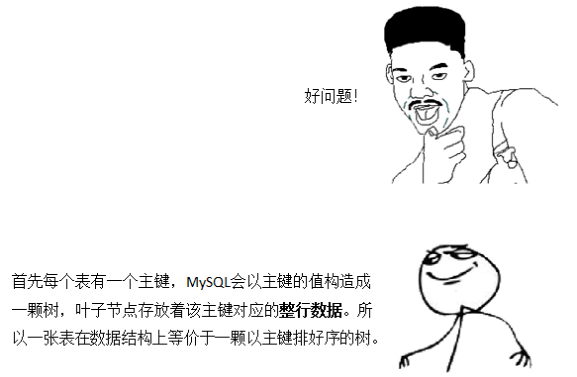 好问题！
首先每个表有一个主键，MySQL会以主键的值构造成
一颗树，叶子节点存放着该主键对应的整行数据。所
以一张表在数据结构上等价于一颗以主键排好序的树。